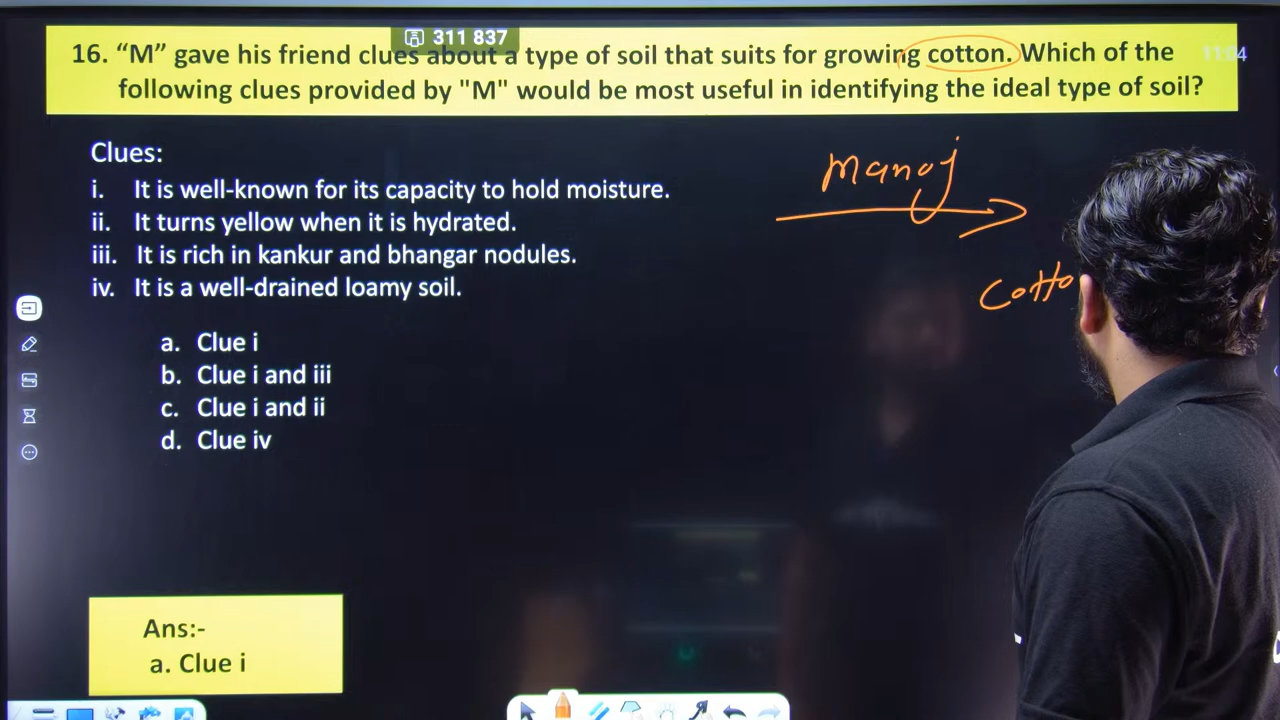 311 837
16. “M” gave his friend clues about a type of soil that suits for growing cotton. Which of the
11:04
following clues provided by "M" would be most useful in identifying the ideal type of soil?
Clues:
i. It is well-known for its capacity to hold moisture.
ii. It turns yellow when it is hydrated.
iii. It is rich in kankur and bhangar nodules.
iv. It is a well-drained loamy soil.
Manoj
Cotto
a. Clue i
b. Clue i and iii
c. Clue i and ii
d. Clue iv
Ans:-
a. Clue i